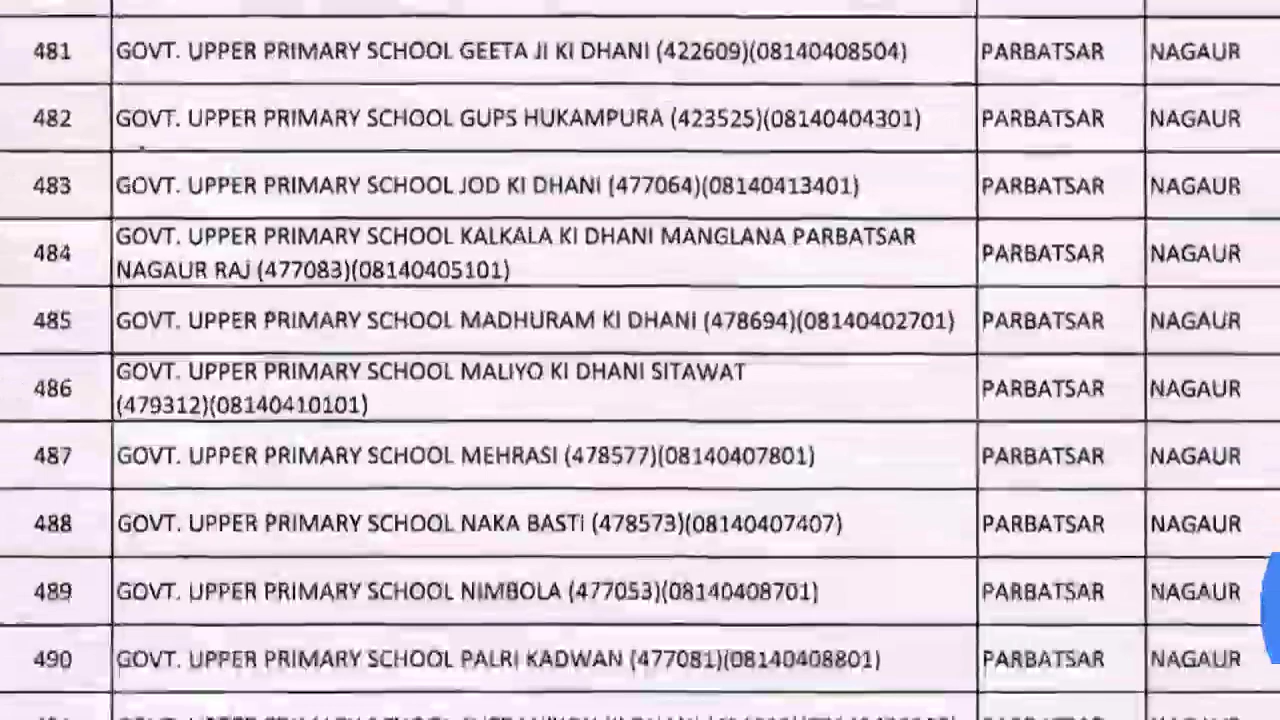 481 GOVT. UPPER PRIMARY SCHOOL GEETA JI KI DHANI (422609)(08140408504) PARBATSAR NAGAUR
482 GOVT. UPPER PRIMARY SCHOOL GUPS HUKAMPURA (423525)(08140404301) PARBATSAR NAGAUR
483 GOVT. UPPER PRIMARY SCHOOL JOD KI DHANI (477064)(08140413401) PARBATSAR NAGAUR
484 GOVT. UPPER PRIMARY SCHOOL KALKALA KI DHANI MANGLANA PARBATSAR
NAGAUR RAJ (477083)(08140405101) PARBATSAR NAGAUR
485 GOVT. UPPER PRIMARY SCHOOL MADHURAM KI DHANI (478694)(08140402701) PARBATSAR NAGAUR
486 GOVT. UPPER PRIMARY SCHOOL MALIYO KI DHANI SITAWAT
(479312)(08140410101) PARBATSAR NAGAUR
487 GOVT. UPPER PRIMARY SCHOOL MEHRASI (478577)(08140407801) PARBATSAR NAGAUR
488 GOVT. UPPER PRIMARY SCHOOL NAKA BASTI (478573)(08140407407) PARBATSAR NAGAUR
489 GOVT. UPPER PRIMARY SCHOOL NIMBOLA (477053)(08140408701) PARBATSAR NAGAUR
490 GOVT. UPPER PRIMARY SCHOOL PALRI KADWAN (477081)(08140408801) PARBATSAR NAGAUR